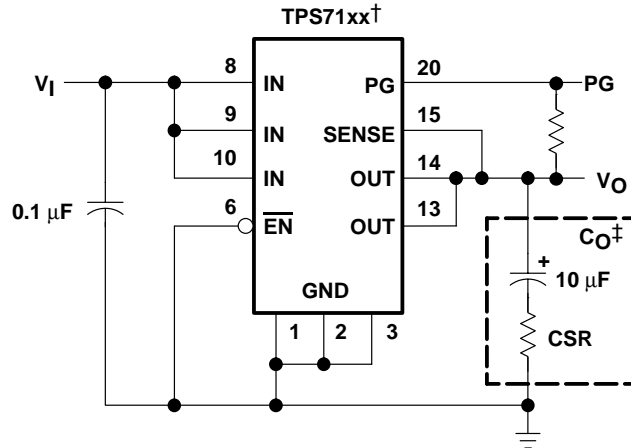 TPS71xx†
VI
8
IN
PG
20
PG
9
IN
SENSE
15
10
IN
OUT
14
VO
0.1 μF
6
EN
OUT
13
CO‡
+
10 μF
GND
1
2
3
CSR